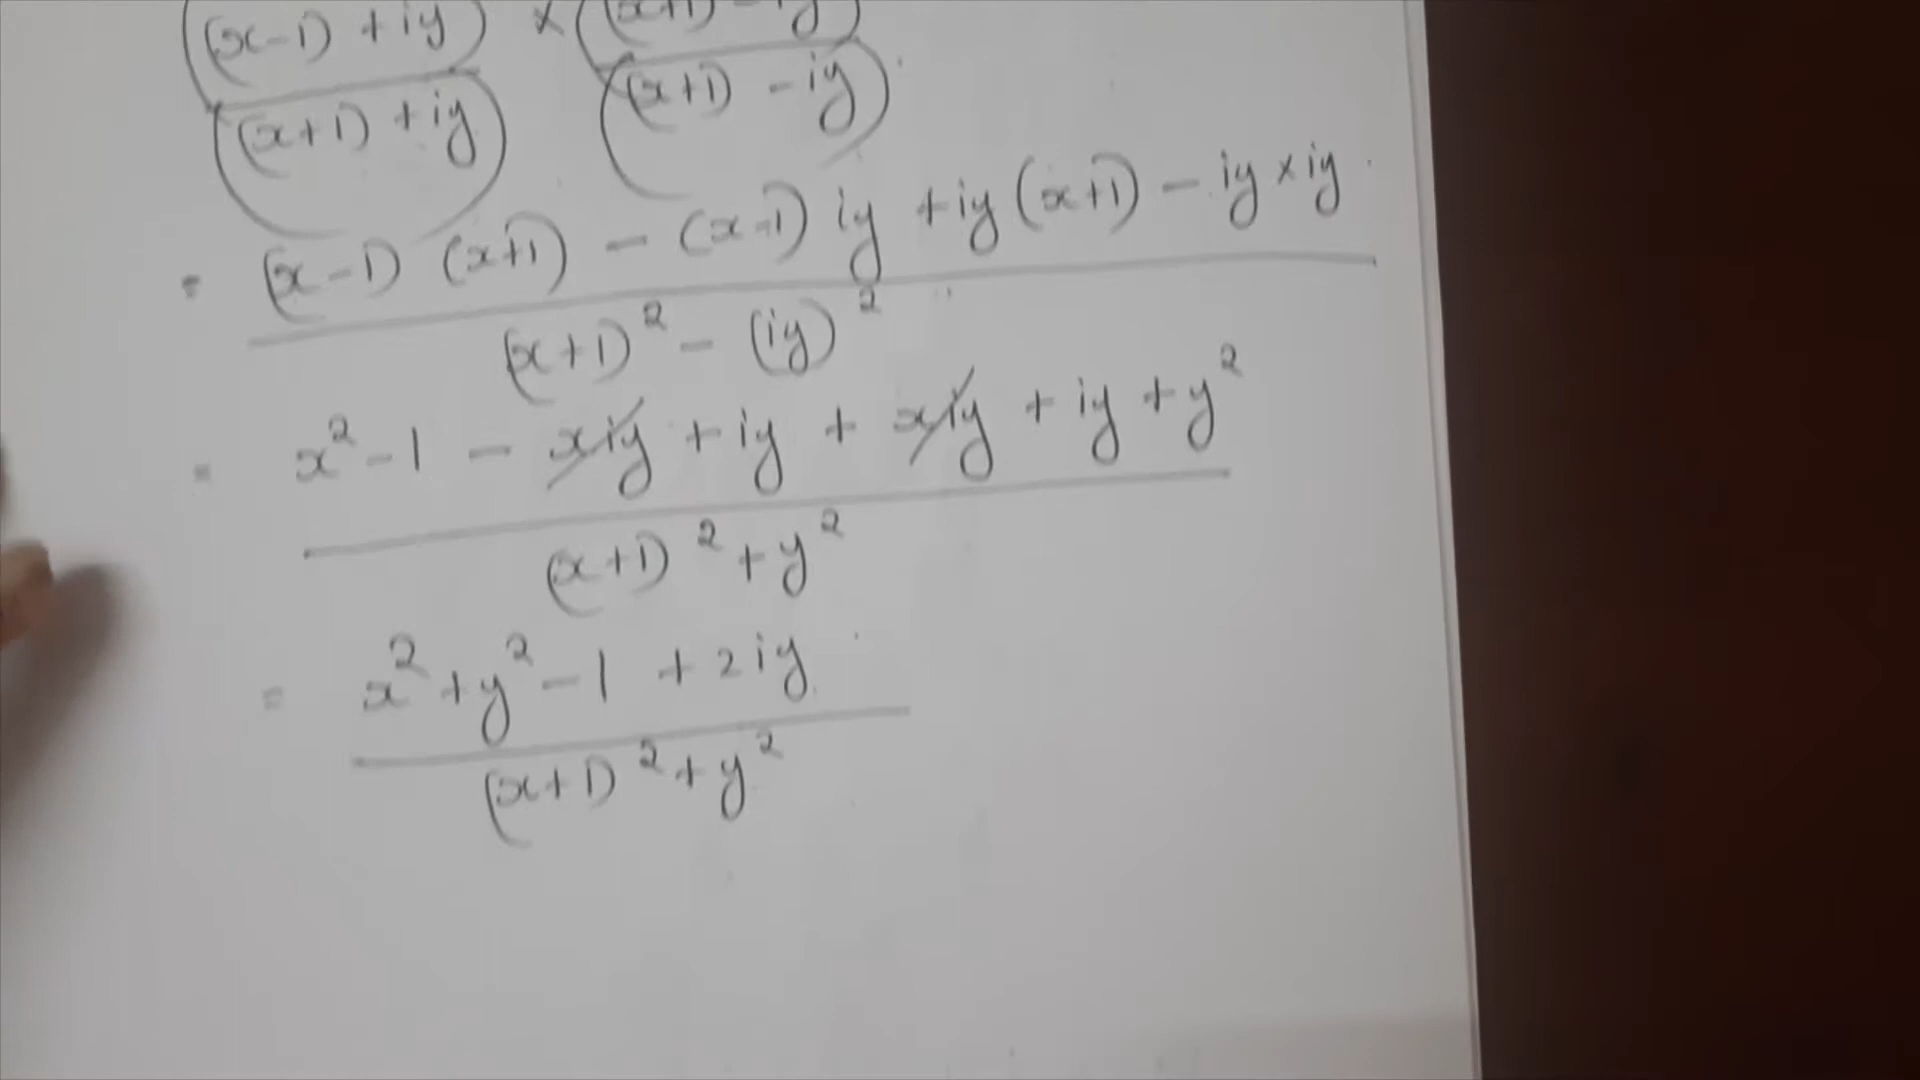 (x-1) + iy × (x+1) - iy
(x+1) + iy (x+1) - iy
= (x-1) (x+1) - (x-1) iy + iy (x+1) - iy × iy
(x+1)² - (iy)²
= x² - 1 - xiy + iy + xiy + iy + y²
(x+1)² + y²
= x² + y² - 1 + 2iy
(x+1)² + y²